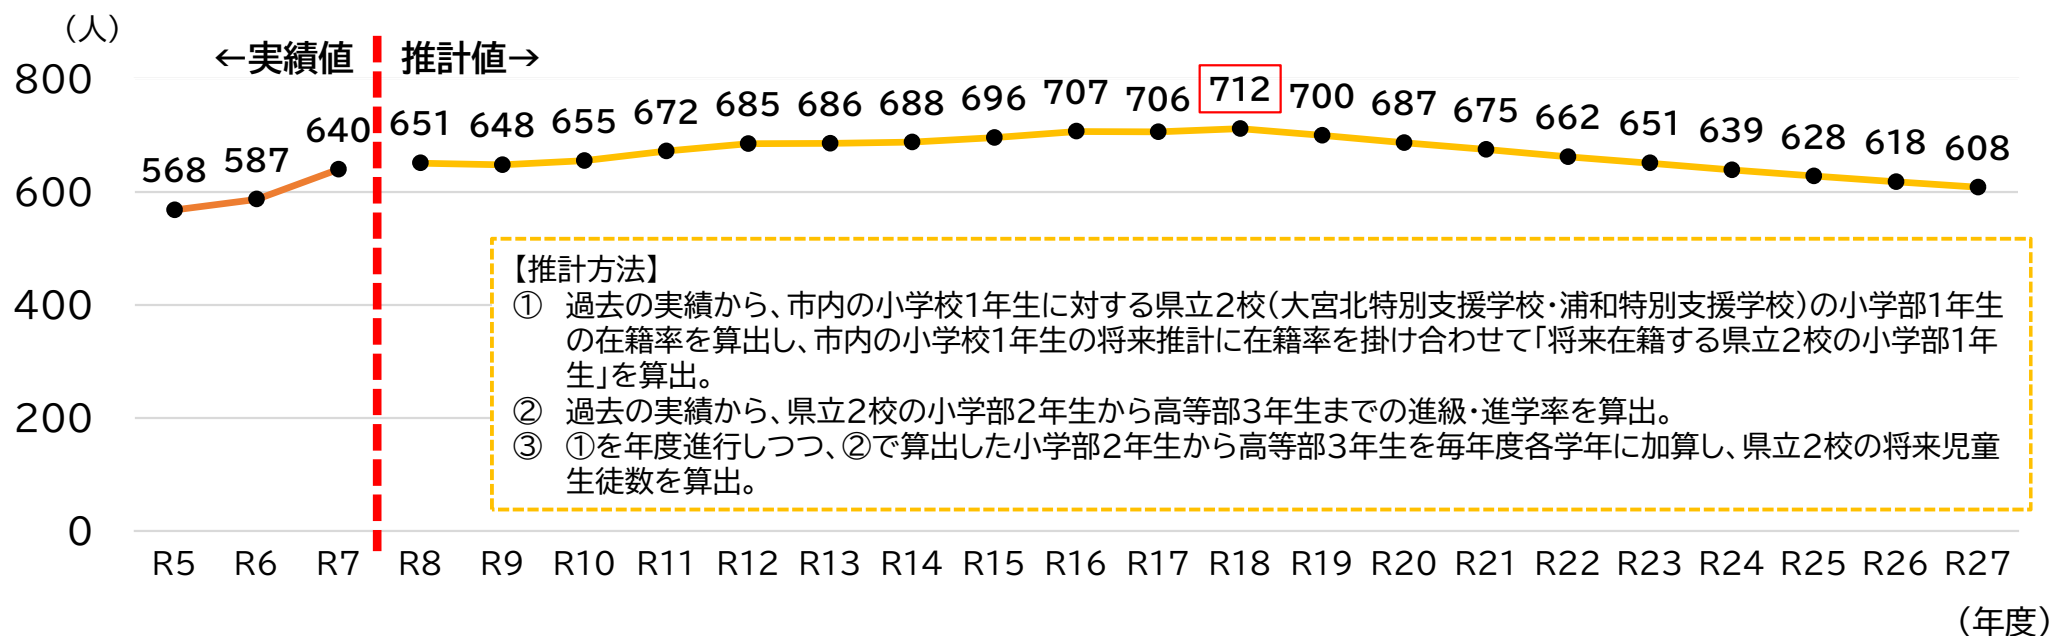 （人）
←実績値 推計値→
800
600
400
200
0
568 587 640 651 648 655 672 685 686 688 696 707 706 712 700 687 675 662 651 639 628 618 608
【推計方法】
① 過去の実績から、市内の小学校1年生に対する県立2校（大宮北特別支援学校・浦和特別支援学校）の小学部1年生
の在籍率を算出し、市内の小学校1年生の将来推計に在籍率を掛け合わせて「将来在籍する県立2校の小学部1年
生」を算出。
② 過去の実績から、県立2校の小学部2年生から高等部3年生までの進級・進学率を算出。
③ ①を年度進行しつつ、②で算出した小学部2年生から高等部3年生を毎年度各学年に加算し、県立2校の将来児童
生徒数を算出。
R5 R6 R7 R8 R9 R10 R11 R12 R13 R14 R15 R16 R17 R18 R19 R20 R21 R22 R23 R24 R25 R26 R27
（年度）